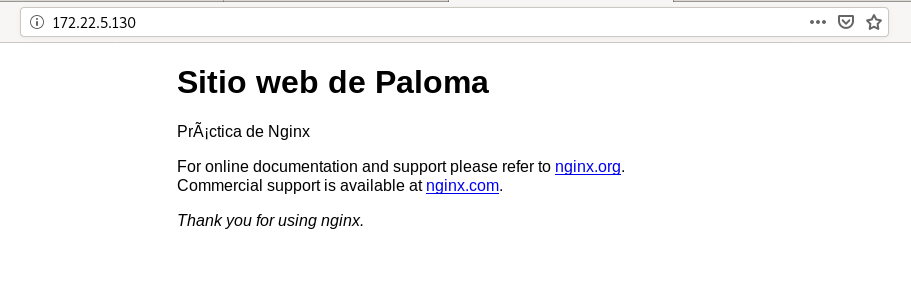 172.22.5.130
Sitio web de Paloma
PrÃ¡ctica de Nginx
For online documentation and support please refer to nginx.org.
Commercial support is available at nginx.com.
Thank you for using nginx.